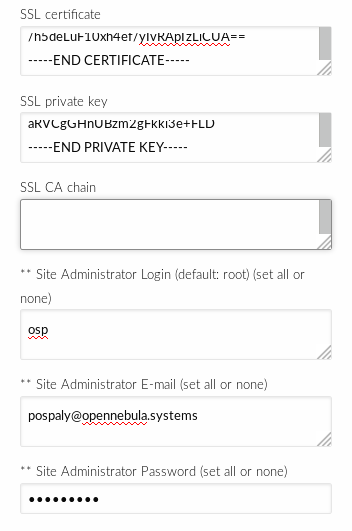 SSL certificate
/h5deLuF10xh4ef/yIvRApIzLiCUA==
-----END CERTIFICATE-----
SSL private key
aRVCgGHnUBzm2gFkki3e+FLD
-----END PRIVATE KEY-----
SSL CA chain
** Site Administrator Login (default: root) (set all or
none)
osp
** Site Administrator E-mail (set all or none)
pospaly@opennebula.systems
** Site Administrator Password (set all or none)
•••••••••